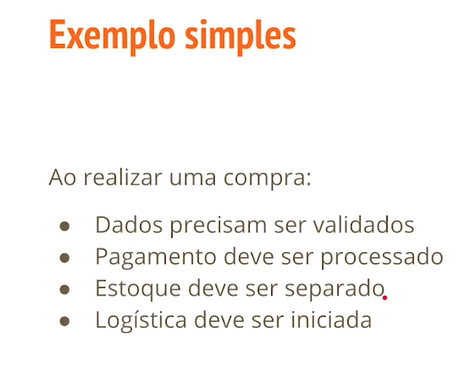 Exemplo simples
Ao realizar uma compra:
● Dados precisam ser validados
● Pagamento deve ser processado
● Estoque deve ser separado
● Logística deve ser iniciada